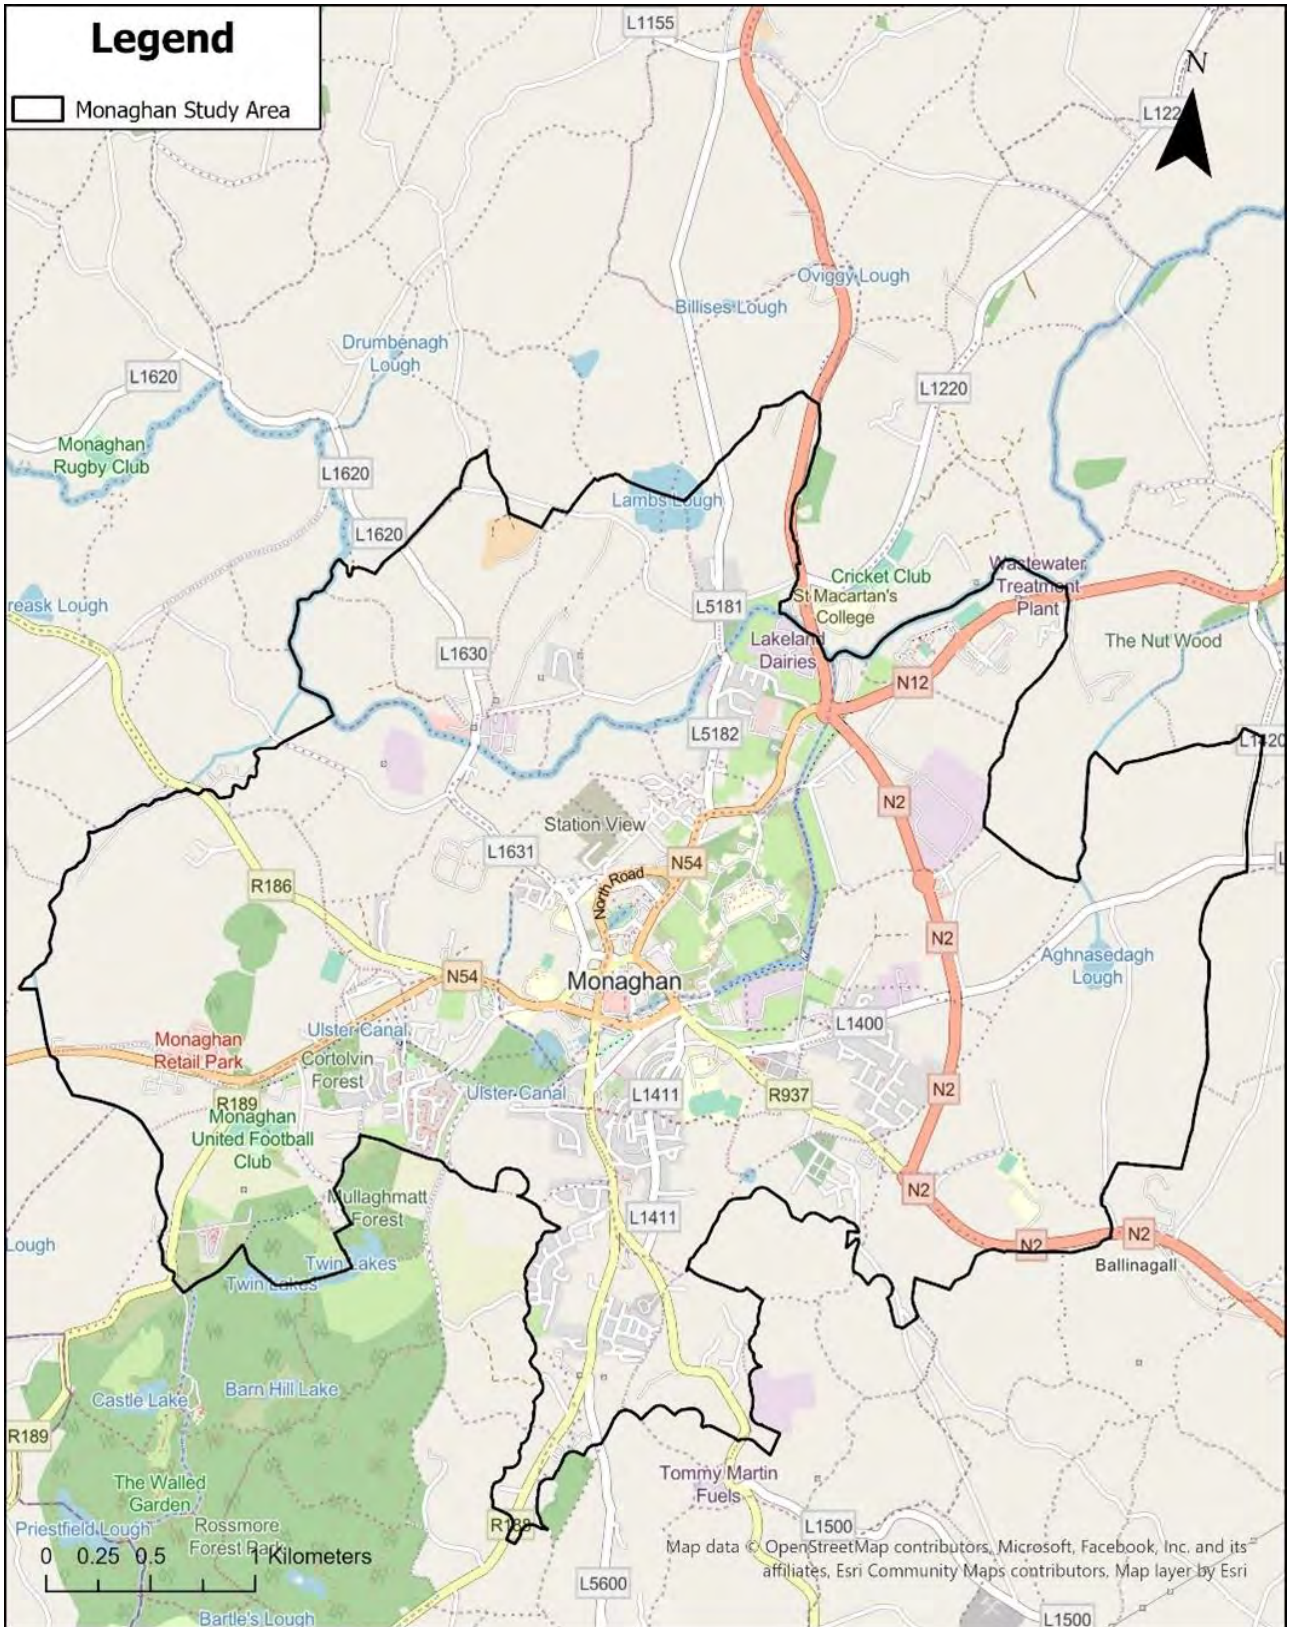 Legend
Monaghan Study Area
L1155
N
L122
Oviggy Lough
Billises Lough
Drumbenagh
Lough
L1620
L1220
Monaghan
Rugby Club
L1620
Lambs Lough
L1620
Wastewater
Treatment
Plant
Cricket Club
St Macartan's
College
reask Lough
L5181
Lakeland
Dairies
The Nut Wood
L1630
N12
L5182
L1420
N2
Station View
L1631
N54
North Road
R186
N2
Aghnasedagh
Lough
N54
Monaghan
L1400
Ulster Canal
Monaghan
Retail Park
Cortolvin
Forest
N2
Ulster Canal
L1411
R937
R189
Monaghan
United Football
Club
Mullaghmatt
Forest
N2
L1411
Lough
N2
N2
Ballinagall
Twin Lakes
Twin Lakes
Castle Lake
Barn Hill Lake
R189
The Walled
Garden
Tommy Martin
Fuels
Priestfield Lough
Rossmore
Forest Park
R188
L1500
0 0.25 0.5 1 Kilometers
Map data © OpenStreetMap contributors, Microsoft, Facebook, Inc. and its
affiliates, Esri Community Maps contributors, Map layer by Esri
L5600
Bartle's Lough
L1500